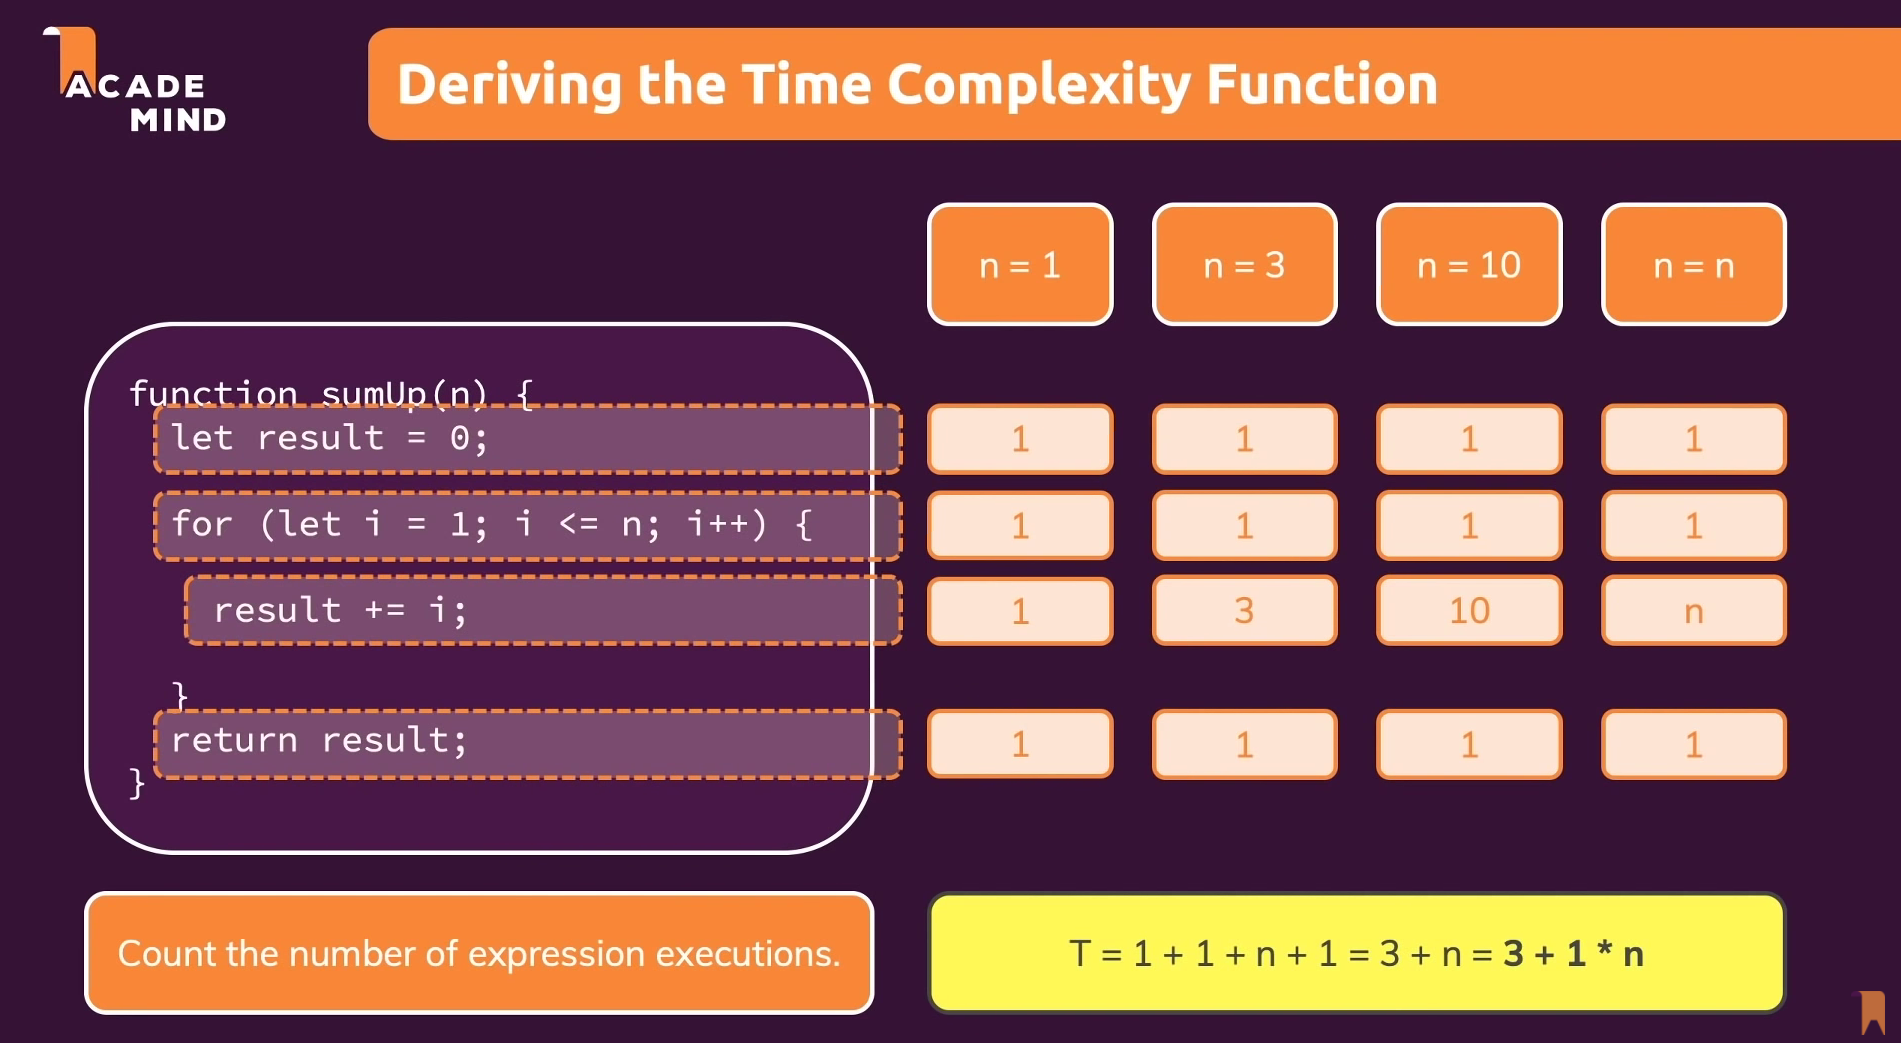 ACADE
MIND
Deriving the Time Complexity Function
n = 1
n = 3
n = 10
n = n
function sumUp(n) {
let result = 0;
1
1
1
1
for (let i = 1; i <= n; i++) {
1
1
1
1
result += i;
1
3
10
n
}
return result;
1
1
1
1
}
Count the number of expression executions.
T = 1 + 1 + n + 1 = 3 + n = 3 + 1 * n